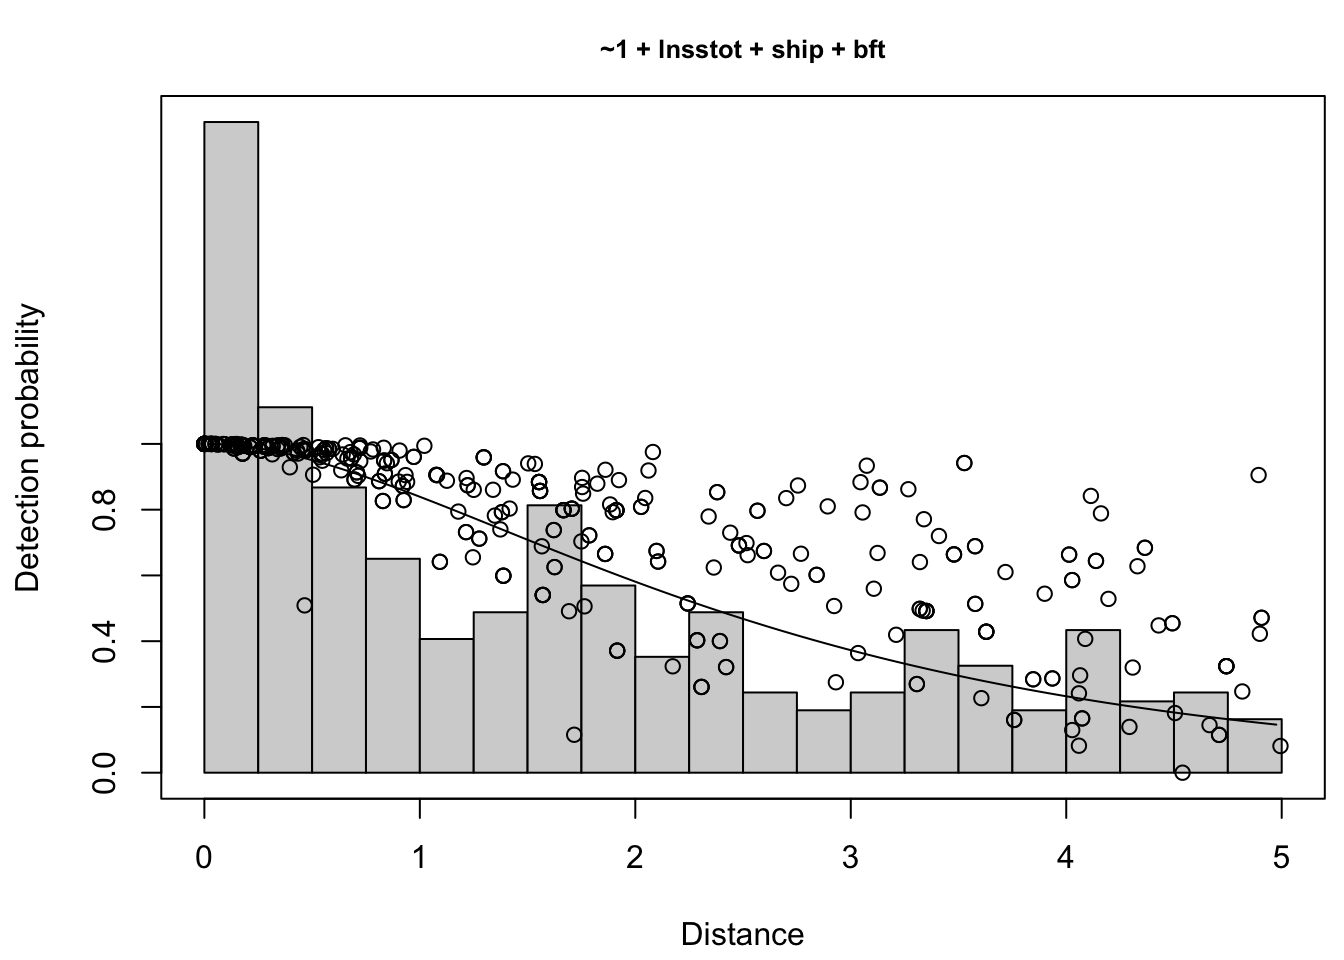 ~1 + lnsstot + ship + bft
Detection probability
0.8
0.4
0.0
0 1 2 3 4 5
Distance